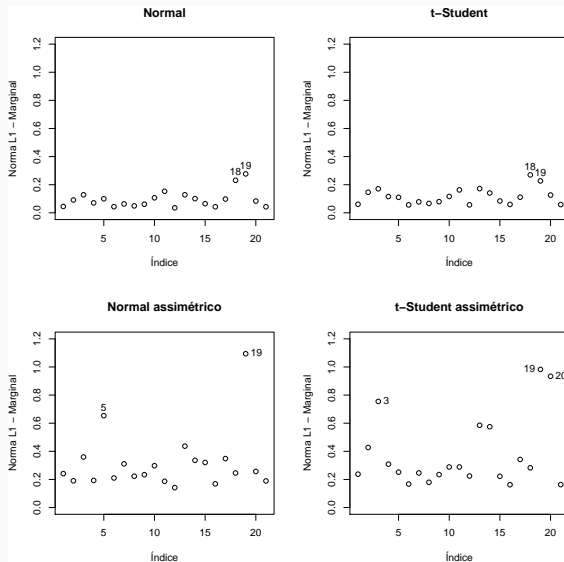 Normal
Norma L1 − Marginal
0.0 0.2 0.4 0.6 0.8 1.0 1.2
18
19
5 10 15 20
Índice
t−Student
Norma L1 − Marginal
0.0 0.2 0.4 0.6 0.8 1.0 1.2
18
19
5 10 15 20
Índice
Normal assimétrico
Norma L1 − Marginal
0.0 0.2 0.4 0.6 0.8 1.0 1.2
5
19
5 10 15 20
Índice
t−Student assimétrico
Norma L1 − Marginal
0.0 0.2 0.4 0.6 0.8 1.0 1.2
3
19
20
5 10 15 20
Índice